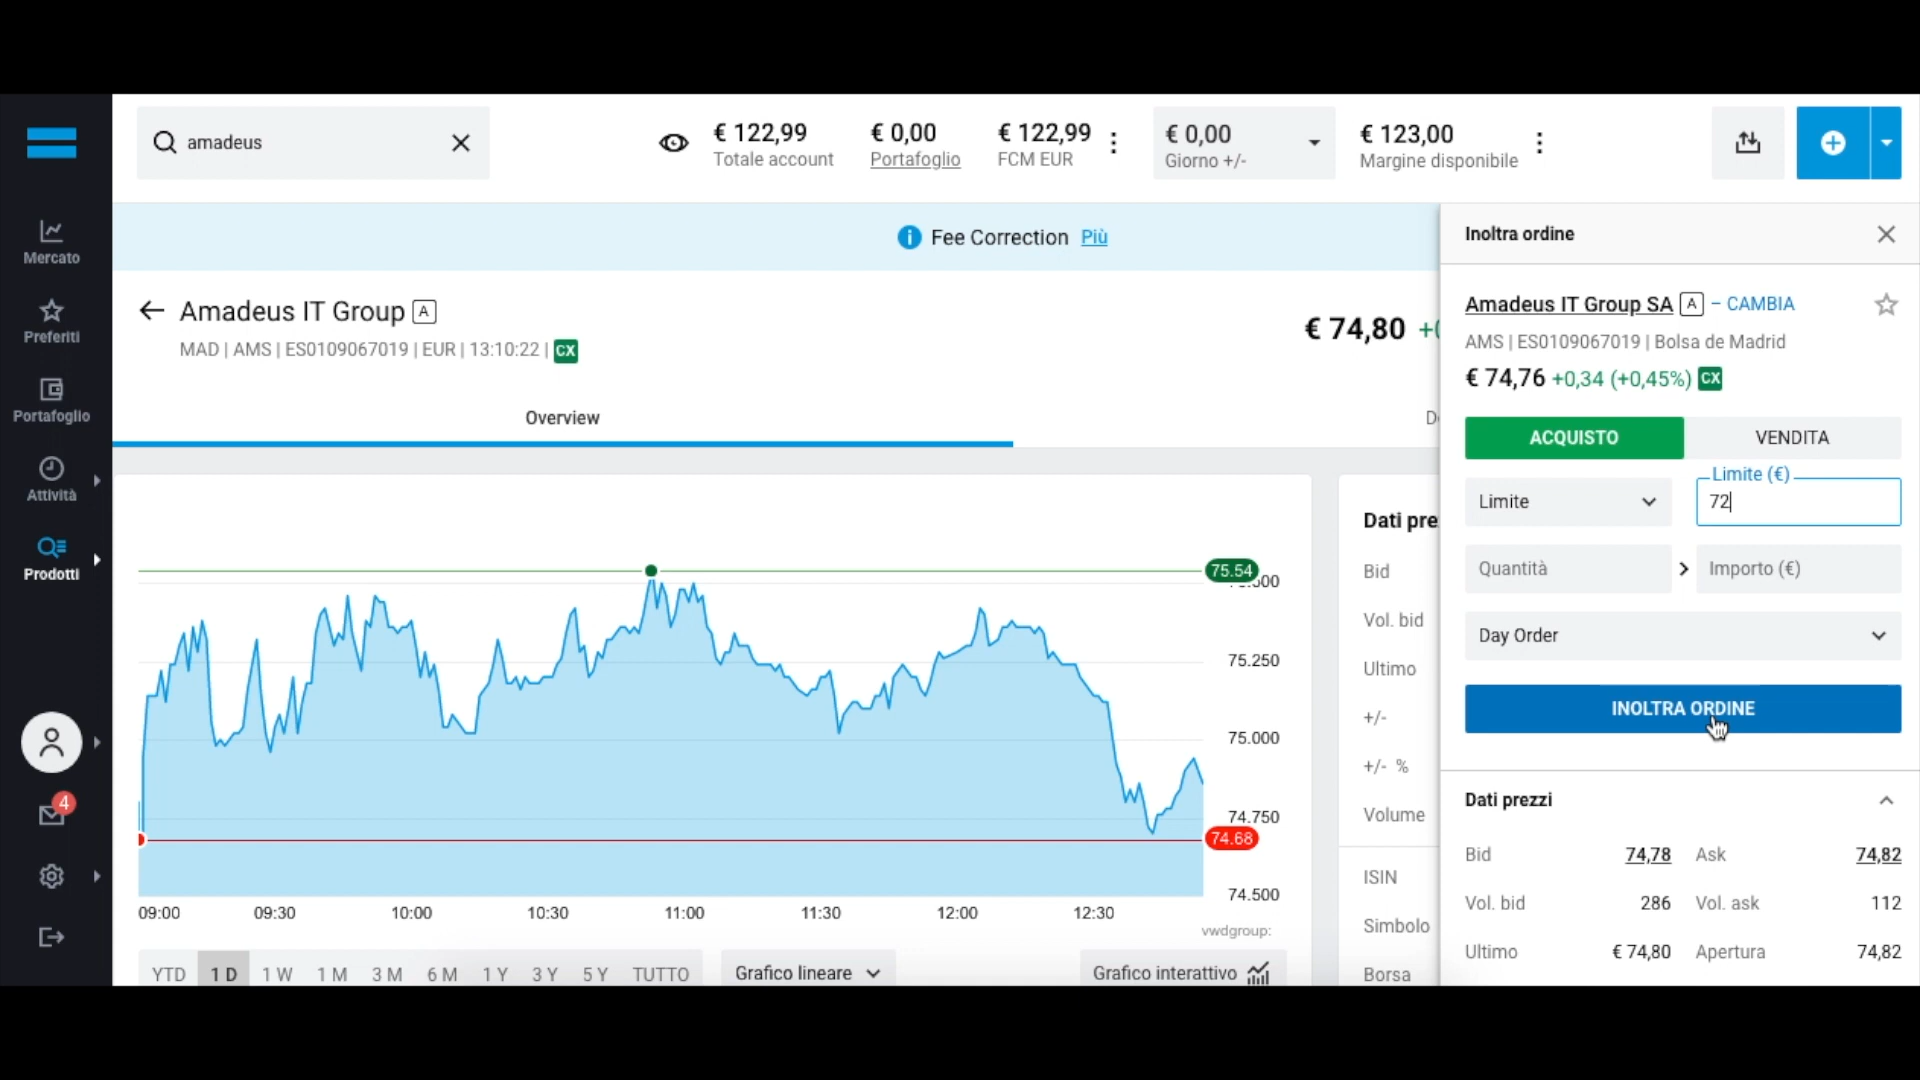 amadeus
€ 122,99
Totale account
€ 0,00
Portafoglio
€ 122,99
FCM EUR
€ 0,00
Giorno +/-
€ 123,00
Margine disponibile
Mercato
Preferiti
Portafoglio
Attività
Prodotti
4
Fee Correction Più
Amadeus IT Group A
MAD | AMS | ES0109067019 | EUR | 13:10:22 | CX
€ 74,80
Overview
75.54
75.250
75.000
74.750
74.68
74.500
09:00 09:30 10:00 10:30 11:00 11:30 12:00 12:30
vwdgroup:
YTD 1 D 1 W 1 M 3 M 6 M 1 Y 3 Y 5 Y TUTTO
Grafico lineare
Grafico interattivo
Dati pre
Bid
Vol. bid
Ultimo
+/-
+/- %
Volume
ISIN
Simbolo
Borsa
Inoltra ordine
Amadeus IT Group SA A – CAMBIA
AMS | ES0109067019 | Bolsa de Madrid
€ 74,76 +0,34 (+0,45%) CX
ACQUISTO VENDITA
Limite
Limite (€)
72
Quantità
Importo (€)
Day Order
INOLTRA ORDINE
Dati prezzi
Bid 74,78 Ask 74,82
Vol. bid 286 Vol. ask 112
Ultimo € 74,80 Apertura 74,82